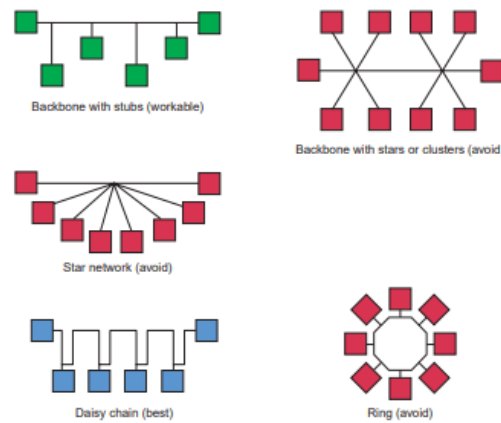 Backbone with stubs (workable)
Backbone with stars or clusters (avoid
Star network (avoid)
Daisy chain (best)
Ring (avoid)